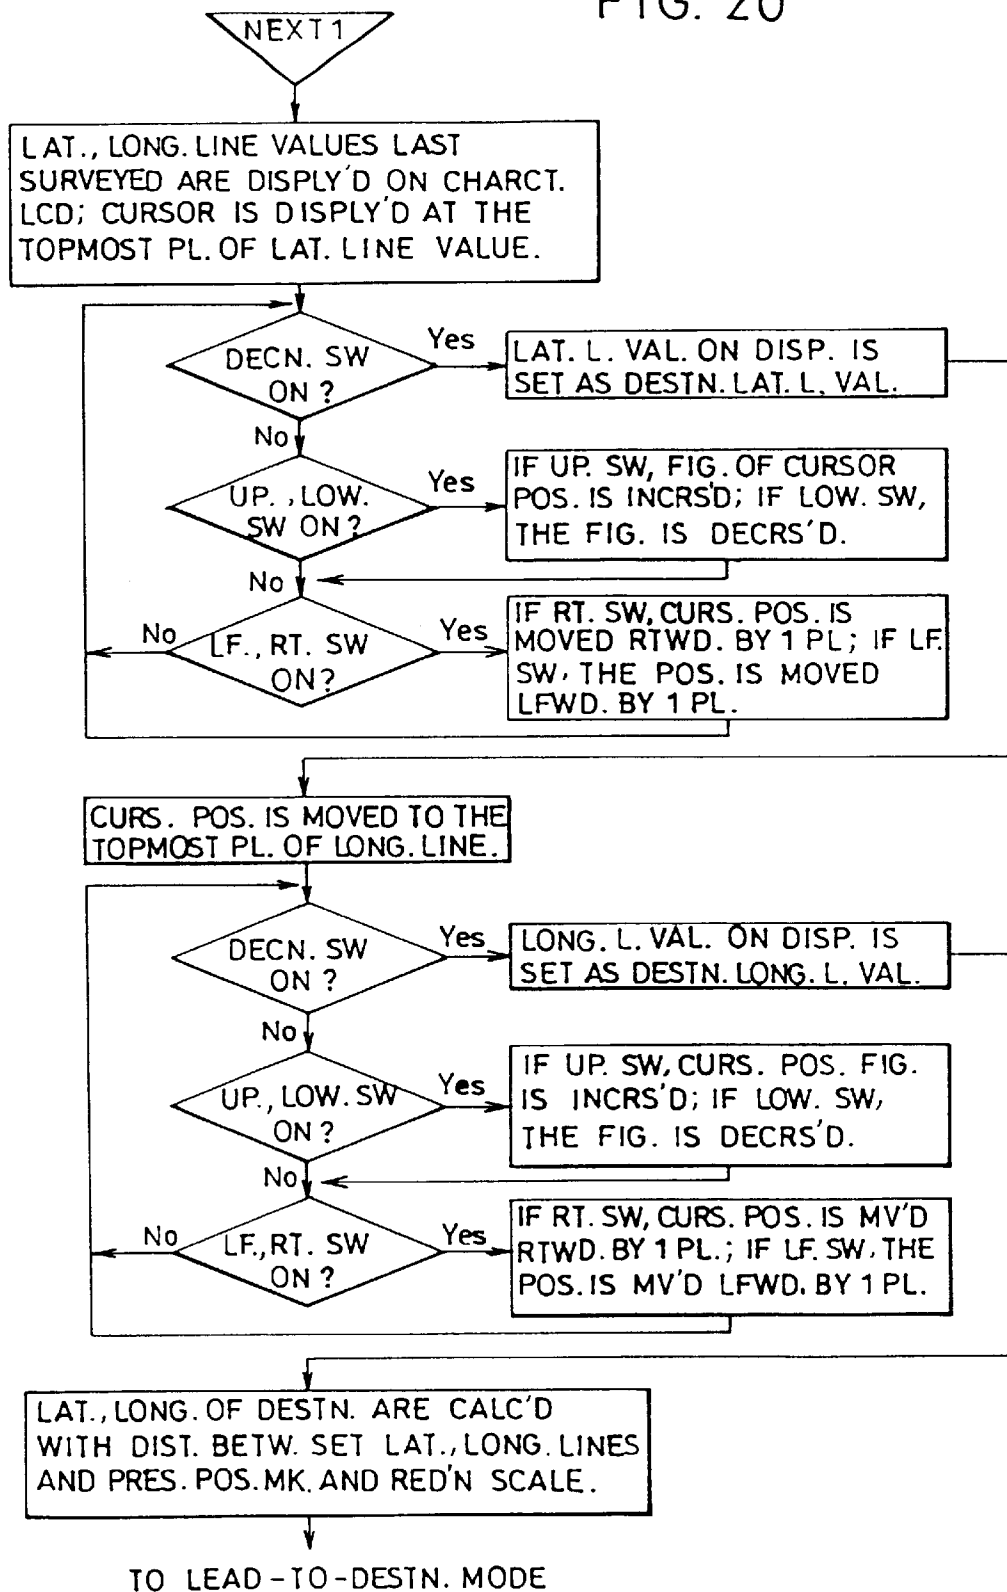 FIG. 20
NEXT 1
LAT., LONG. LINE VALUES LAST
SURVEYED ARE DISPLY'D ON CHARCT.
LCD; CURSOR IS DISPLY'D AT THE
TOPMOST PL. OF LAT. LINE VALUE.
DECN. SW
ON ?
Yes
LAT. L. VAL. ON DISP. IS
SET AS DESTN. LAT. L. VAL.
No
UP., LOW.
SW ON ?
Yes
IF UP. SW, FIG. OF CURSOR
POS. IS INCRS'D; IF LOW. SW,
THE FIG. IS DECRS'D.
No
LF., RT. SW
ON ?
No
Yes
IF RT. SW, CURS. POS. IS
MOVED RTWD. BY 1 PL; IF LF.
SW, THE POS. IS MOVED
LFWD. BY 1 PL.
CURS. POS. IS MOVED TO THE
TOPMOST PL. OF LONG. LINE.
DECN. SW
ON ?
Yes
LONG. L. VAL. ON DISP. IS
SET AS DESTN. LONG. L. VAL.
No
UP., LOW. SW
ON ?
Yes
IF UP. SW, CURS. POS. FIG.
IS INCRS'D; IF LOW. SW,
THE FIG. IS DECRS'D.
No
LF., RT. SW
ON ?
No
Yes
IF RT. SW, CURS. POS. IS MV'D
RTWD. BY 1 PL.; IF LF. SW, THE
POS. IS MV'D LFWD. BY 1 PL.
LAT., LONG. OF DESTN. ARE CALC'D
WITH DIST. BETW. SET LAT., LONG. LINES
AND PRES. POS. MK. AND RED'N SCALE.
TO LEAD-TO-DESTN. MODE